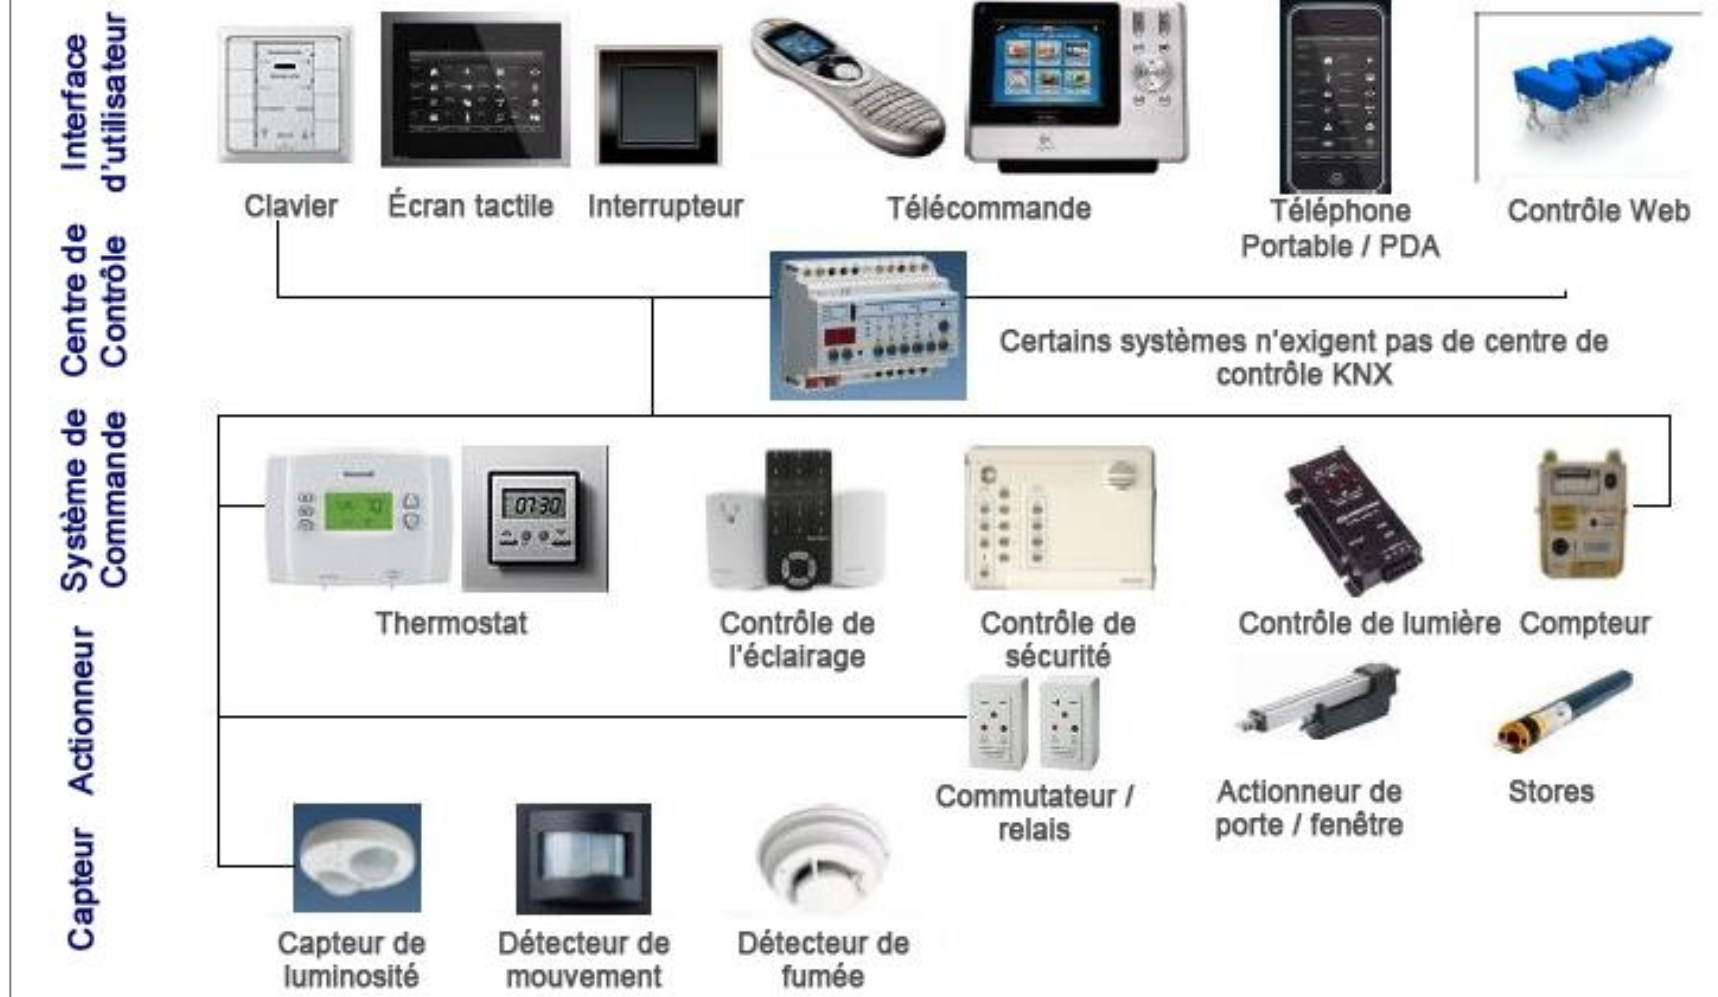 Interface
d'utilisateur
Clavier
Écran tactile
Interrupteur
Télécommande
Téléphone
Portable / PDA
Contrôle Web
Centre de
Contrôle
Certains systèmes n'exigent pas de centre de
contrôle KNX
Système de
Commande
07:30
Thermostat
Contrôle de
l'éclairage
Contrôle de
sécurité
Contrôle de lumière
Compteur
Actionneur
Commutateur /
relais
Actionneur de
porte / fenêtre
Stores
Capteur
Capteur de
luminosité
Détecteur de
mouvement
Détecteur de
fumée